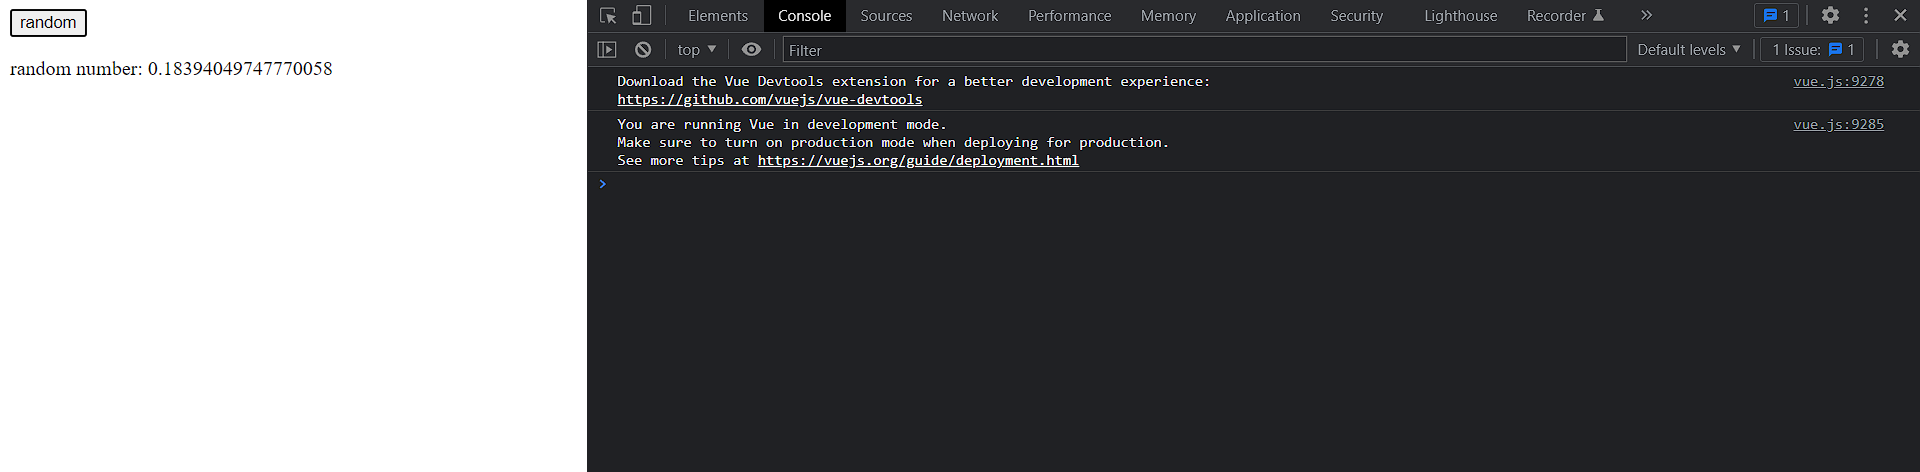 random
random number: 0.18394049747770058
Elements Console Sources Network Performance Memory Application Security Lighthouse Recorder 1
top Filter Default levels 1 Issue: 1
Download the Vue Devtools extension for a better development experience: vue.js:9278
https://github.com/vuejs/vue-devtools
You are running Vue in development mode. vue.js:9285
Make sure to turn on production mode when deploying for production.
See more tips at https://vuejs.org/guide/deployment.html